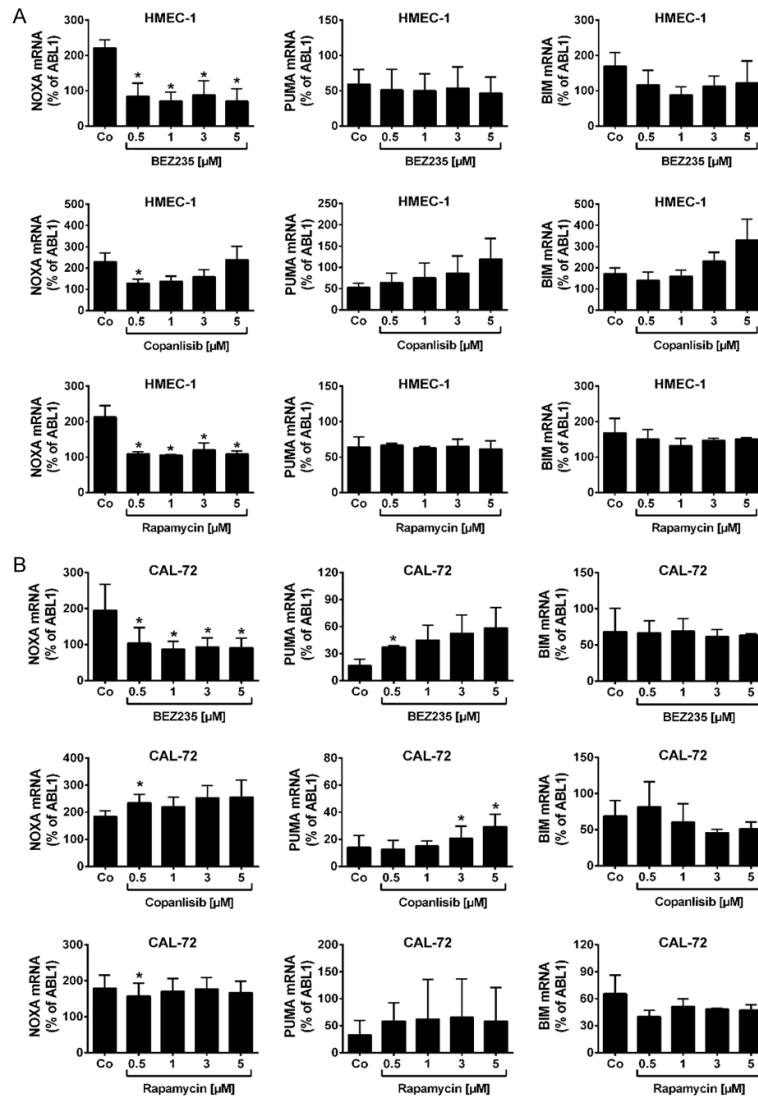 A
HMEC-1
NOXA mRNA
(% of ABL1)
300
200
100
0
Co 0.5 1 3 5
* * * *
BEZ235 [µM]
HMEC-1
PUMA mRNA
(% of ABL1)
150
100
50
0
Co 0.5 1 3 5
BEZ235 [µM]
HMEC-1
BIM mRNA
(% of ABL1)
300
200
100
0
Co 0.5 1 3 5
BEZ235 [µM]
HMEC-1
NOXA mRNA
(% of ABL1)
500
400
300
200
100
0
*
Co 0.5 1 3 5
Copanlisib [µM]
HMEC-1
PUMA mRNA
(% of ABL1)
250
200
150
100
50
0
Co 0.5 1 3 5
Copanlisib [µM]
HMEC-1
BIM mRNA
(% of ABL1)
500
400
300
200
100
0
Co 0.5 1 3 5
Copanlisib [µM]
HMEC-1
NOXA mRNA
(% of ABL1)
300
200
100
0
* * * *
Co 0.5 1 3 5
Rapamycin [µM]
HMEC-1
PUMA mRNA
(% of ABL1)
150
100
50
0
Co 0.5 1 3 5
Rapamycin [µM]
HMEC-1
BIM mRNA
(% of ABL1)
300
200
100
0
Co 0.5 1 3 5
Rapamycin [µM]
B
CAL-72
NOXA mRNA
(% of ABL1)
300
200
100
0
* * * *
Co 0.5 1 3 5
BEZ235 [µM]
CAL-72
PUMA mRNA
(% of ABL1)
120
90
60
30
0
*
Co 0.5 1 3 5
BEZ235 [µM]
CAL-72
BIM mRNA
(% of ABL1)
150
100
50
0
Co 0.5 1 3 5
BEZ235 [µM]
CAL-72
NOXA mRNA
(% of ABL1)
400
300
200
100
0
*
Co 0.5 1 3 5
Copanlisib [µM]
CAL-72
PUMA mRNA
(% of ABL1)
80
60
40
20
0
* *
Co 0.5 1 3 5
Copanlisib [µM]
CAL-72
BIM mRNA
(% of ABL1)
150
100
50
0
Co 0.5 1 3 5
Copanlisib [µM]
CAL-72
NOXA mRNA
(% of ABL1)
300
200
100
0
*
Co 0.5 1 3 5
Rapamycin [µM]
CAL-72
PUMA mRNA
(% of ABL1)
200
150
100
50
0
Co 0.5 1 3 5
Rapamycin [µM]
CAL-72
BIM mRNA
(% of ABL1)
120
90
60
30
0
Co 0.5 1 3 5
Rapamycin [µM]